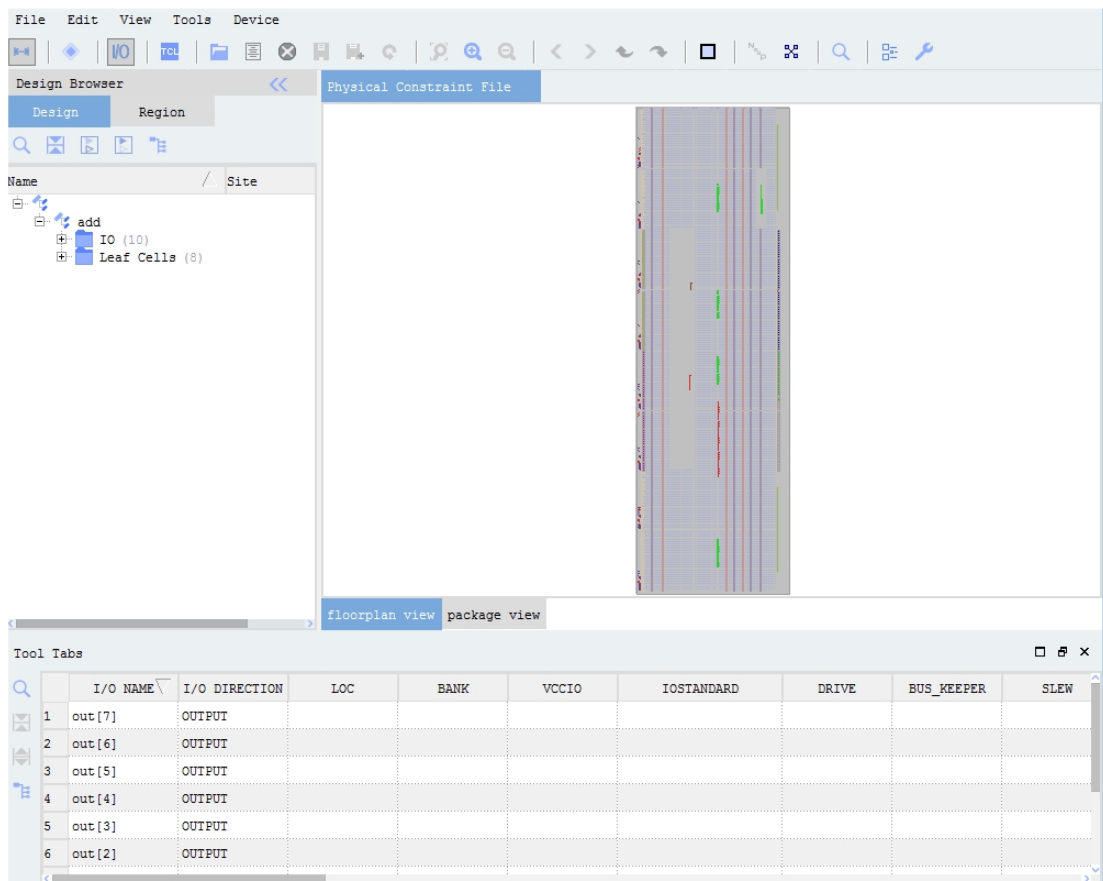 File Edit View Tools Device
I/O TCL
Design Browser
Physical Constraint File
Design Region
Name Site
add
IO (10)
Leaf Cells (8)
floorplan view package view
Tool Tabs
I/O NAME I/O DIRECTION LOC BANK VCCIO IOSTANDARD DRIVE BUS_KEEPER SLEW
1 out[7] OUTPUT
2 out[6] OUTPUT
3 out[5] OUTPUT
4 out[4] OUTPUT
5 out[3] OUTPUT
6 out[2] OUTPUT